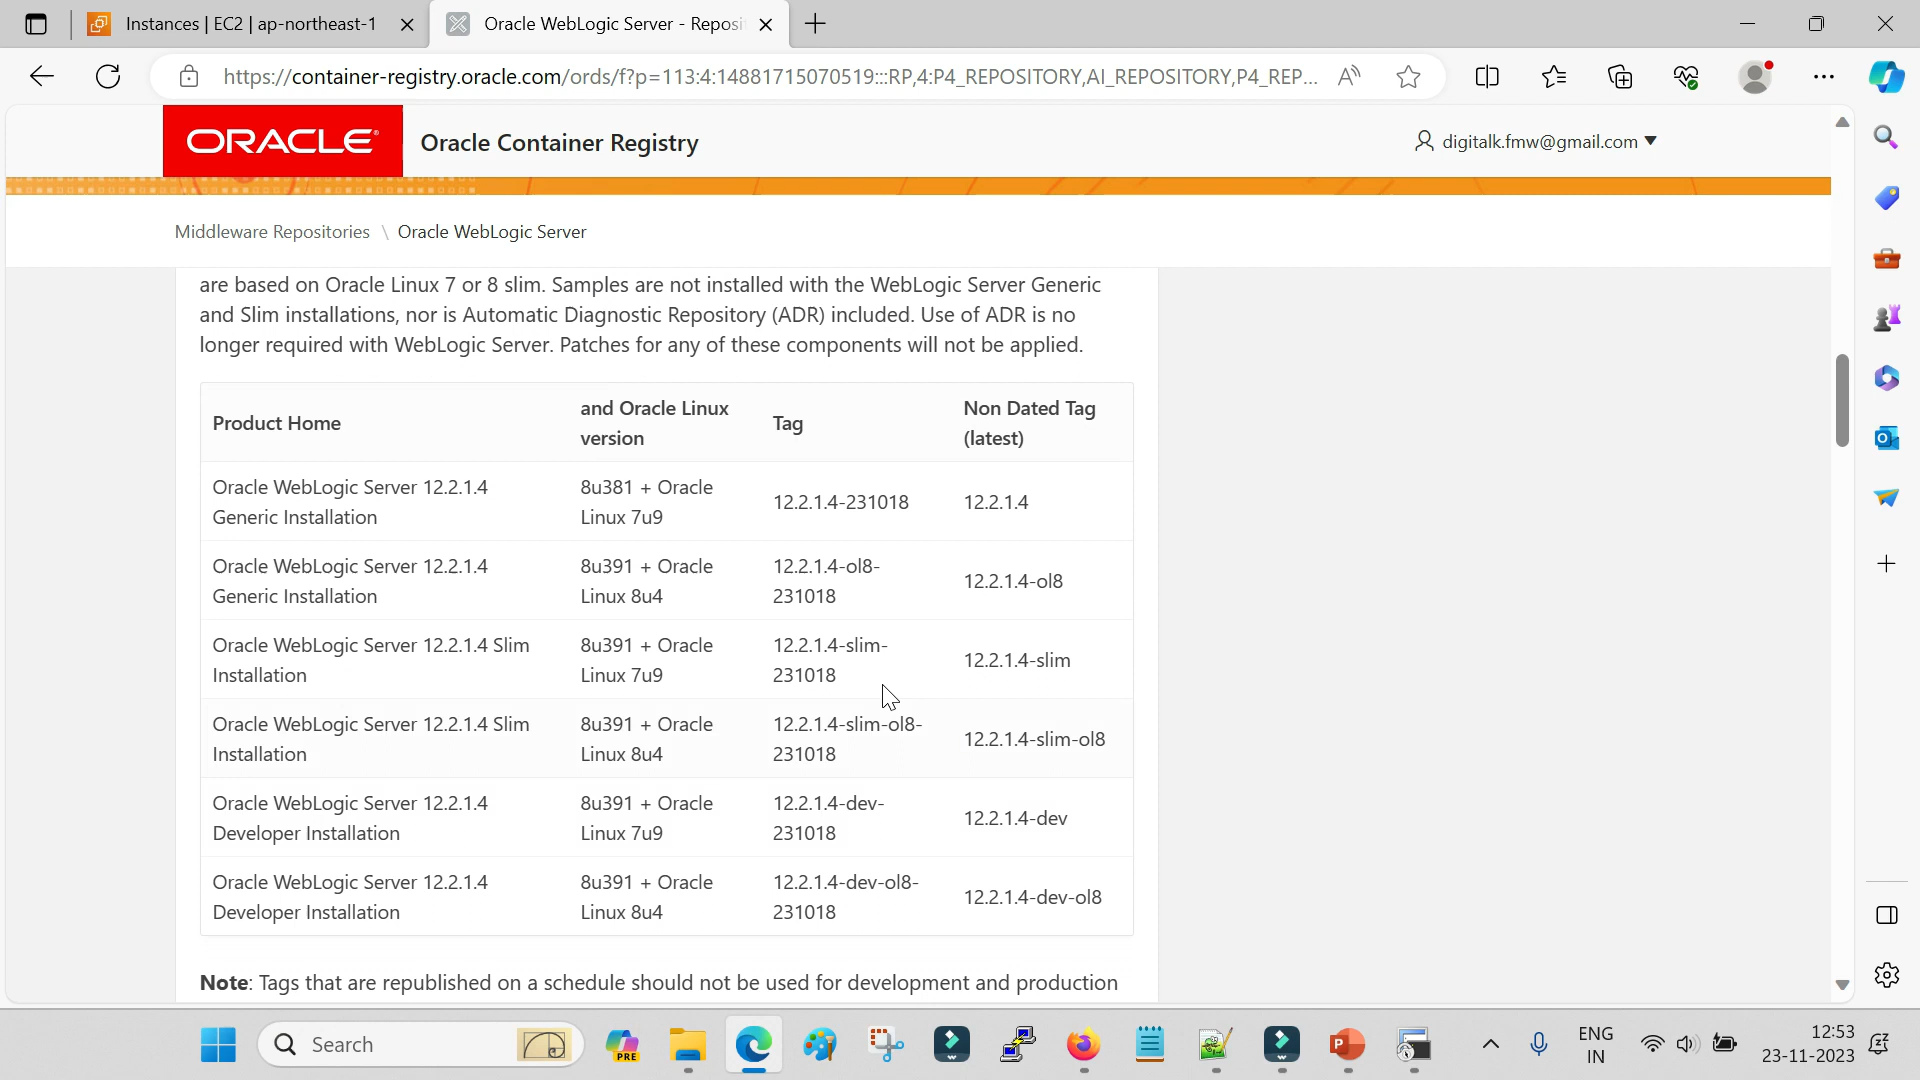 Instances | EC2 | ap-northeast-1
Oracle WebLogic Server - Reposi
https://container-registry.oracle.com/ords/f?p=113:4:14881715070519:::RP,4:P4_REPOSITORY,AI_REPOSITORY,P4_REP...
ORACLE
Oracle Container Registry
digitalk.fmw@gmail.com
Middleware Repositories \ Oracle WebLogic Server
are based on Oracle Linux 7 or 8 slim. Samples are not installed with the WebLogic Server Generic
and Slim installations, nor is Automatic Diagnostic Repository (ADR) included. Use of ADR is no
longer required with WebLogic Server. Patches for any of these components will not be applied.
Product Home
and Oracle Linux
version
Tag
Non Dated Tag
(latest)
Oracle WebLogic Server 12.2.1.4
Generic Installation
8u381 + Oracle
Linux 7u9
12.2.1.4-231018
12.2.1.4
Oracle WebLogic Server 12.2.1.4
Generic Installation
8u391 + Oracle
Linux 8u4
12.2.1.4-ol8-
231018
12.2.1.4-ol8
Oracle WebLogic Server 12.2.1.4 Slim
Installation
8u391 + Oracle
Linux 7u9
12.2.1.4-slim-
231018
12.2.1.4-slim
Oracle WebLogic Server 12.2.1.4 Slim
Installation
8u391 + Oracle
Linux 8u4
12.2.1.4-slim-ol8-
231018
12.2.1.4-slim-ol8
Oracle WebLogic Server 12.2.1.4
Developer Installation
8u391 + Oracle
Linux 7u9
12.2.1.4-dev-
231018
12.2.1.4-dev
Oracle WebLogic Server 12.2.1.4
Developer Installation
8u391 + Oracle
Linux 8u4
12.2.1.4-dev-ol8-
231018
12.2.1.4-dev-ol8
Note: Tags that are republished on a schedule should not be used for development and production
Search
PRE
ENG
IN
12:53
23-11-2023